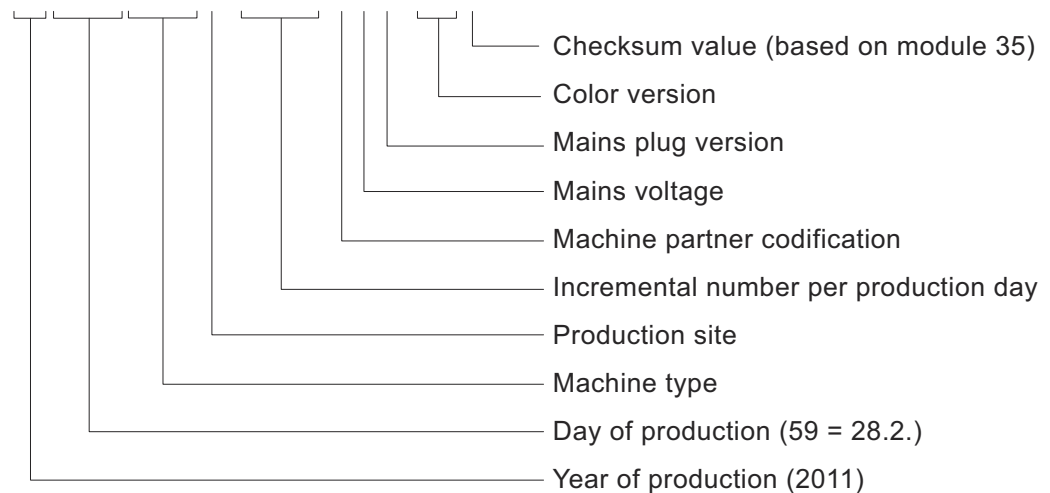 Checksum value (based on module 35)
Color version
Mains plug version
Mains voltage
Machine partner codification
Incremental number per production day
Production site
Machine type
Day of production (59 = 28.2.)
Year of production (2011)